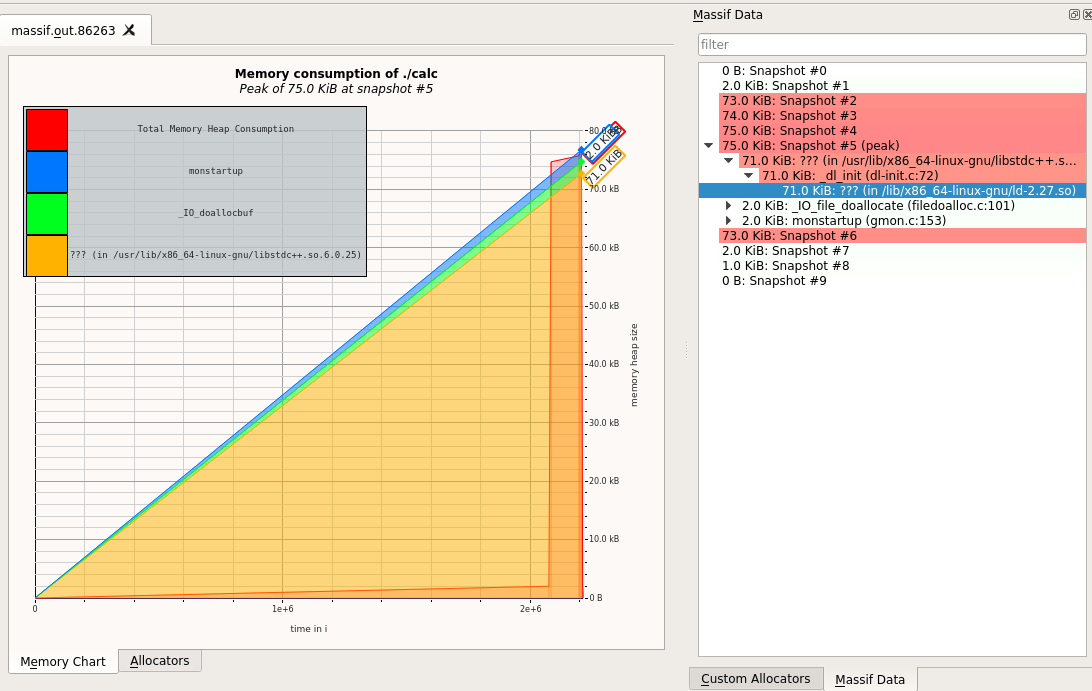 massif.out.86263
Memory consumption of ./calc
Peak of 75.0 KiB at snapshot #5
Total Memory Heap Consumption
monstartup
_IO_doallocbuf
??? (in /usr/lib/x86_64-linux-gnu/libstdc++.so.6.0.25)
2.0 KiB
71.0 KiB
70.0 kB
60.0 kB
50.0 kB
40.0 kB
30.0 kB
20.0 kB
10.0 kB
0 B
memory heap size
0
1e+6
2e+6
time in i
Memory Chart
Allocators
Massif Data
filter
0 B: Snapshot #0
2.0 KiB: Snapshot #1
73.0 KiB: Snapshot #2
74.0 KiB: Snapshot #3
75.0 KiB: Snapshot #4
75.0 KiB: Snapshot #5 (peak)
71.0 KiB: ??? (in /usr/lib/x86_64-linux-gnu/libstdc++.s...
71.0 KiB: _dl_init (dl-init.c:72)
71.0 KiB: ??? (in /lib/x86_64-linux-gnu/ld-2.27.so)
2.0 KiB: _IO_file_doallocate (filedoalloc.c:101)
2.0 KiB: monstartup (gmon.c:153)
73.0 KiB: Snapshot #6
2.0 KiB: Snapshot #7
1.0 KiB: Snapshot #8
0 B: Snapshot #9
Custom Allocators
Massif Data